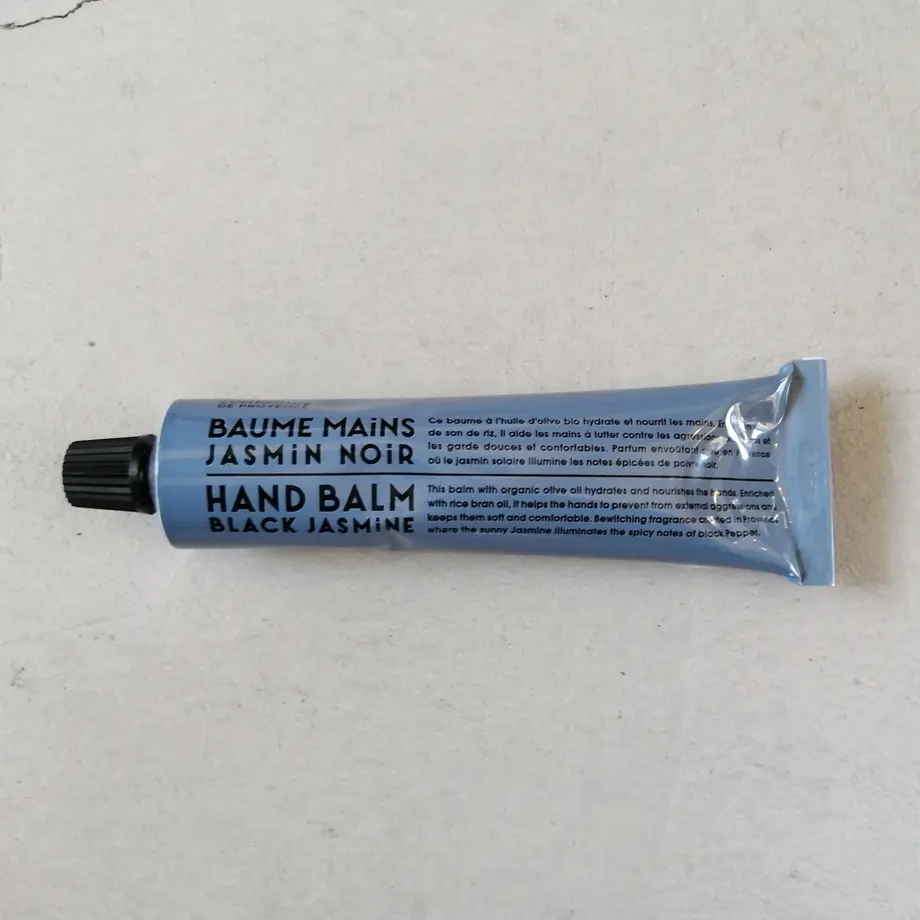 DE PROVENCE
BAUME MAiNS
JASMiN NOiR
Ce baume à l'huile d'olive bio hydrate et nourrit les mains.
de son de riz, il aide les mains à lutter contre les et
les garde douces et confortables. Parfum envoûtant en Provence
où le jasmin solaire illumine les notes épicées de poivre noir.
HAND BALM
BLACK JASMiNE
This balm with organic olive oil hydrates and nourishes the hands. Enriched
with rice bran oil, it helps the hands to prevent from external aggressions and
keeps them soft and comfortable. Bewitching fragrance created in Provence
where the sunny Jasmine illuminates the spicy notes of black Pepper.